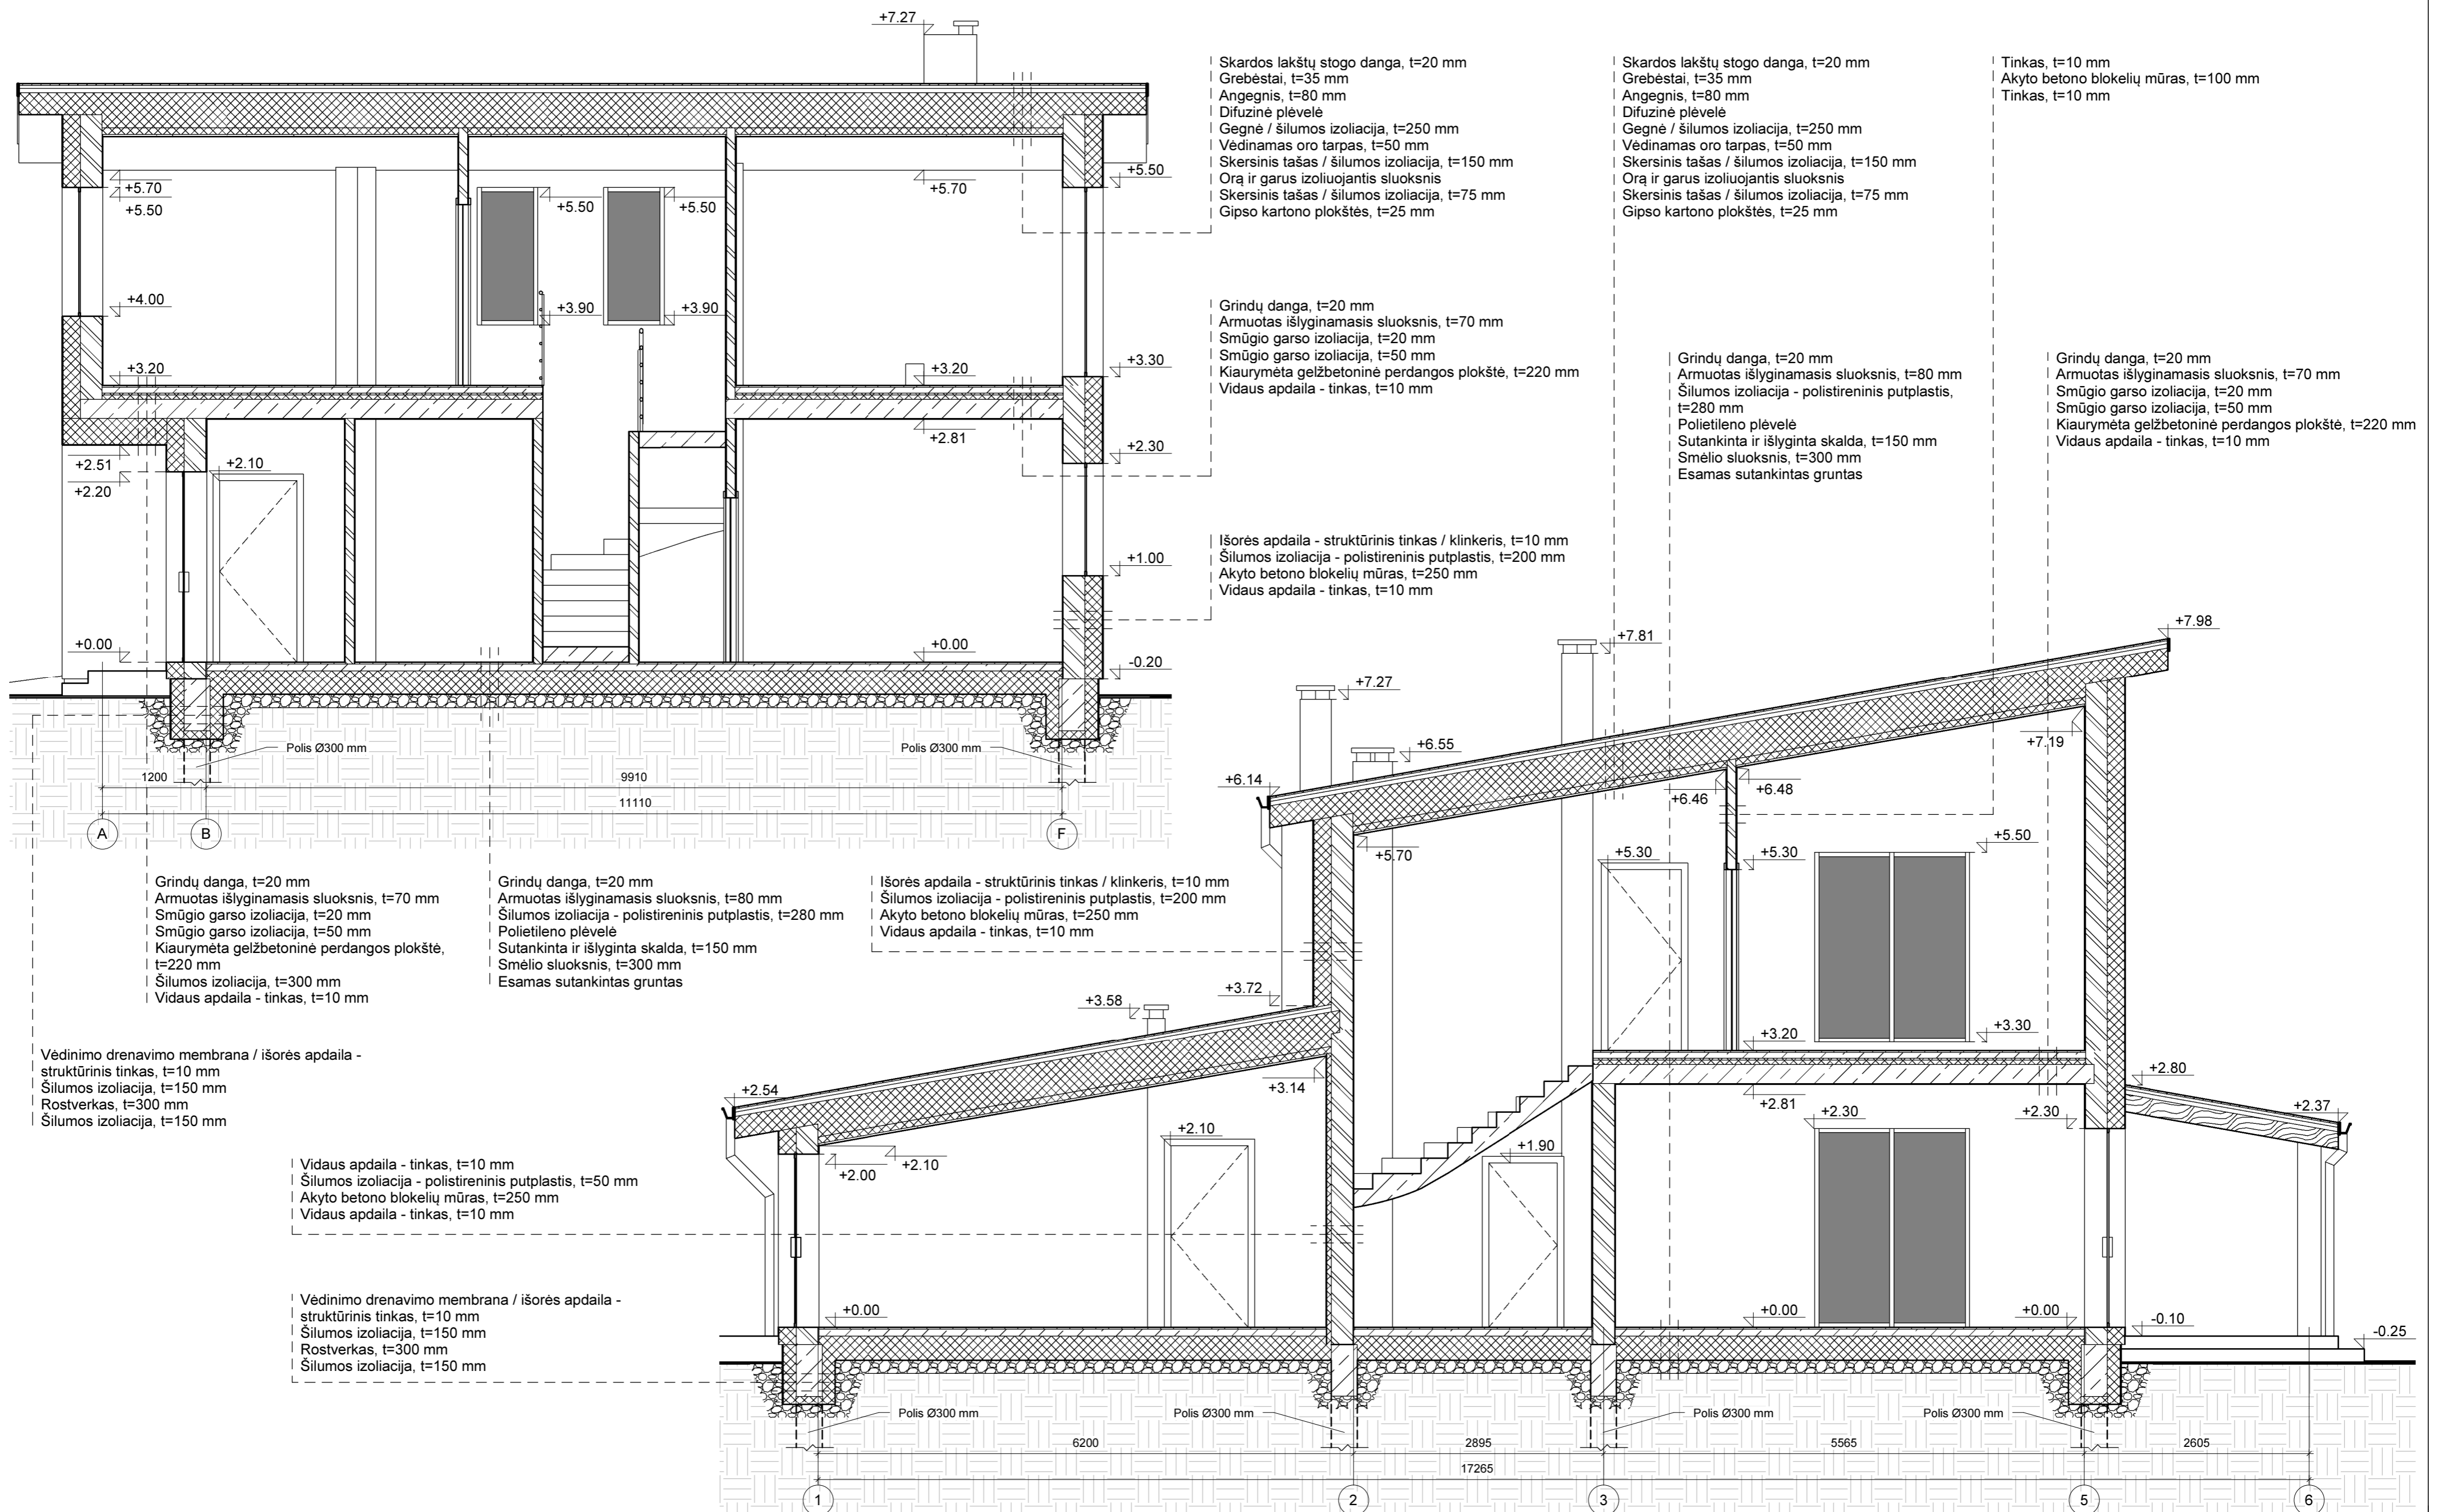 +7.27
+5.70
+5.50
+4.00
+3.20
+5.50
+5.50
+3.90
+3.90
+5.70
+5.50
+3.20
+3.30
+2.81
+2.30
+2.51
+2.20
+2.10
+1.00
+0.00
+0.00
-0.20
Polis Ø300 mm
Polis Ø300 mm
1200
9910
11110
A
B
F
Skardos lakštų stogo danga, t=20 mm
Grebėstai, t=35 mm
Angegnis, t=80 mm
Difuzinė plėvelė
Gegnė / šilumos izoliacija, t=250 mm
Vėdinamas oro tarpas, t=50 mm
Skersinis tašas / šilumos izoliacija, t=150 mm
Orą ir garus izoliuojantis sluoksnis
Skersinis tašas / šilumos izoliacija, t=75 mm
Gipso kartono plokštės, t=25 mm
Skardos lakštų stogo danga, t=20 mm
Grebėstai, t=35 mm
Angegnis, t=80 mm
Difuzinė plėvelė
Gegnė / šilumos izoliacija, t=250 mm
Vėdinamas oro tarpas, t=50 mm
Skersinis tašas / šilumos izoliacija, t=150 mm
Orą ir garus izoliuojantis sluoksnis
Skersinis tašas / šilumos izoliacija, t=75 mm
Gipso kartono plokštės, t=25 mm
Tinkas, t=10 mm
Akyto betono blokelių mūras, t=100 mm
Tinkas, t=10 mm
Grindų danga, t=20 mm
Armuotas išlyginamasis sluoksnis, t=70 mm
Smūgio garso izoliacija, t=20 mm
Smūgio garso izoliacija, t=50 mm
Kiaurymėta gelžbetoninė perdangos plokštė, t=220 mm
Vidaus apdaila - tinkas, t=10 mm
Grindų danga, t=20 mm
Armuotas išlyginamasis sluoksnis, t=80 mm
Šilumos izoliacija - polistireninis putplastis,
t=280 mm
Polietileno plėvelė
Sutankinta ir išlyginta skalda, t=150 mm
Smėlio sluoksnis, t=300 mm
Esamas sutankintas gruntas
Grindų danga, t=20 mm
Armuotas išlyginamasis sluoksnis, t=70 mm
Smūgio garso izoliacija, t=20 mm
Smūgio garso izoliacija, t=50 mm
Kiaurymėta gelžbetoninė perdangos plokštė, t=220 mm
Vidaus apdaila - tinkas, t=10 mm
Išorės apdaila - struktūrinis tinkas / klinkeris, t=10 mm
Šilumos izoliacija - polistireninis putplastis, t=200 mm
Akyto betono blokelių mūras, t=250 mm
Vidaus apdaila - tinkas, t=10 mm
Grindų danga, t=20 mm
Armuotas išlyginamasis sluoksnis, t=70 mm
Smūgio garso izoliacija, t=20 mm
Smūgio garso izoliacija, t=50 mm
Kiaurymėta gelžbetoninė perdangos plokštė,
t=220 mm
Šilumos izoliacija, t=300 mm
Vidaus apdaila - tinkas, t=10 mm
Grindų danga, t=20 mm
Armuotas išlyginamasis sluoksnis, t=80 mm
Šilumos izoliacija - polistireninis putplastis, t=280 mm
Polietileno plėvelė
Sutankinta ir išlyginta skalda, t=150 mm
Smėlio sluoksnis, t=300 mm
Esamas sutankintas gruntas
Išorės apdaila - struktūrinis tinkas / klinkeris, t=10 mm
Šilumos izoliacija - polistireninis putplastis, t=200 mm
Akyto betono blokelių mūras, t=250 mm
Vidaus apdaila - tinkas, t=10 mm
Vėdinimo drenavimo membrana / išorės apdaila -
struktūrinis tinkas, t=10 mm
Šilumos izoliacija, t=150 mm
Rostverkas, t=300 mm
Šilumos izoliacija, t=150 mm
Vidaus apdaila - tinkas, t=10 mm
Šilumos izoliacija - polistireninis putplastis, t=50 mm
Akyto betono blokelių mūras, t=250 mm
Vidaus apdaila - tinkas, t=10 mm
Vėdinimo drenavimo membrana / išorės apdaila -
struktūrinis tinkas, t=10 mm
Šilumos izoliacija, t=150 mm
Rostverkas, t=300 mm
Šilumos izoliacija, t=150 mm
+7.98
+7.81
+7.27
+7.19
+6.55
+6.14
+6.46
+6.48
+5.70
+5.30
+5.30
+5.50
+3.72
+3.58
+3.20
+3.30
+3.14
+2.54
+2.81
+2.80
+2.30
+2.30
+2.37
+2.10
+2.10
+2.00
+1.90
+0.00
+0.00
+0.00
-0.10
-0.25
Polis Ø300 mm
Polis Ø300 mm
Polis Ø300 mm
Polis Ø300 mm
6200
2895
5565
2605
17265
1
2
3
5
6